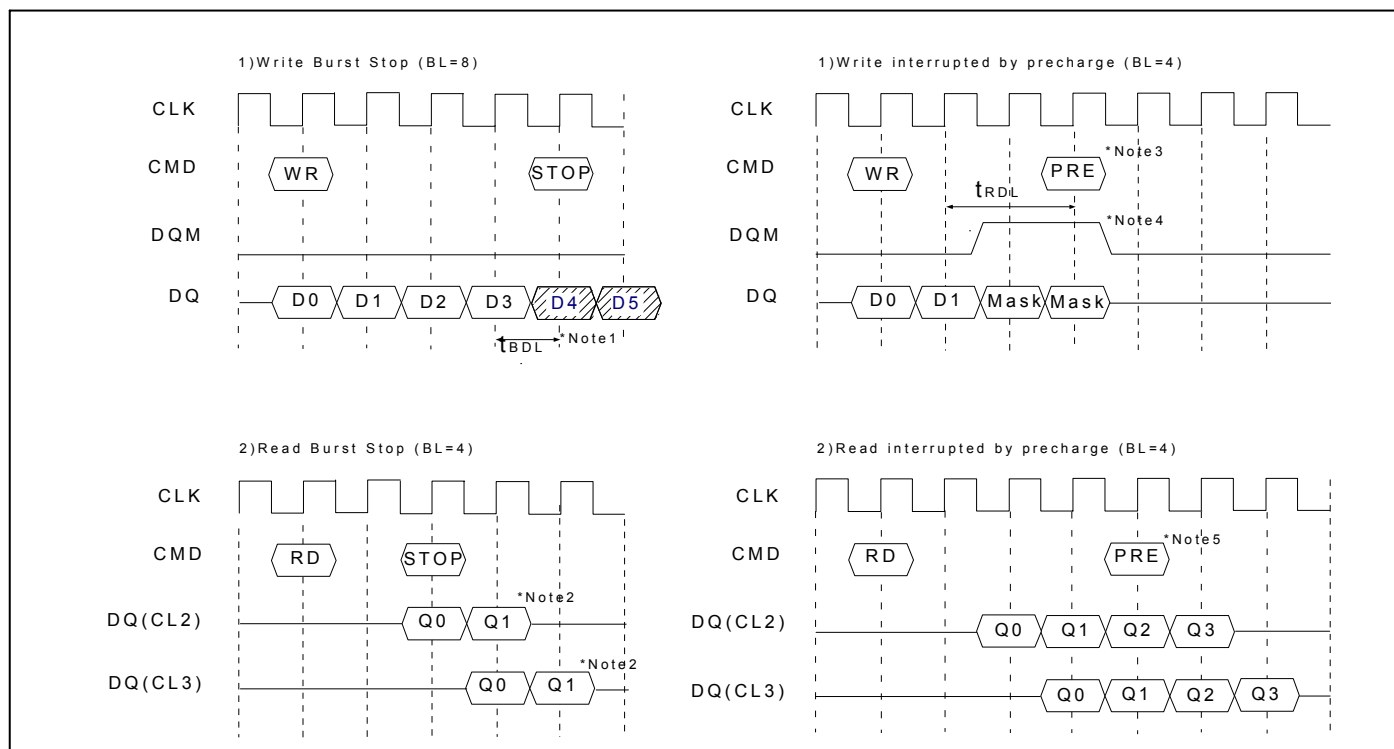 1)Write Burst Stop (BL=8)
CLK
CMD
WR
STOP
DQM
DQ
D0
D1
D2
D3
D4
D5
tBDL
*Note1
1)Write interrupted by precharge (BL=4)
CLK
CMD
WR
PRE
*Note3
tRDL
DQM
*Note4
DQ
D0
D1
Mask
Mask
2)Read Burst Stop (BL=4)
CLK
CMD
RD
STOP
DQ(CL2)
Q0
Q1
*Note2
DQ(CL3)
Q0
Q1
*Note2
2)Read interrupted by precharge (BL=4)
CLK
CMD
RD
PRE
*Note5
DQ(CL2)
Q0
Q1
Q2
Q3
DQ(CL3)
Q0
Q1
Q2
Q3